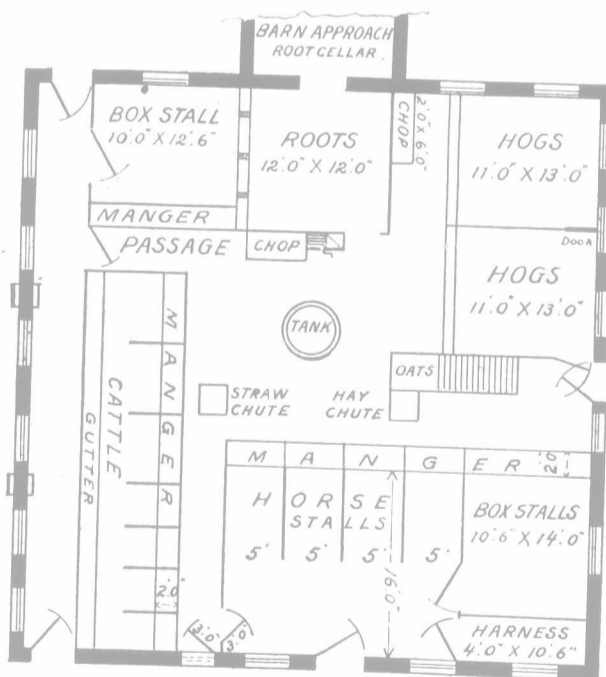 BARN APPROACH
ROOT CELLAR.
BOX STALL
10'.0" X 12'.6"
ROOTS
12'.0" X 12'.0"
CHOP
2'.0" X 6'.0"
HOGS
11'.0" X 13'.0"
DOOR
MANGER
PASSAGE
CHOP
HOGS
11'.0" X 13'.0"
TANK
OATS
STRAW
CHUTE
HAY
CHUTE
MANGER
CATTLE
GUTTER
MANGER
2'.0"
HORSE
STALLS
5' 5' 5' 5'
16'.0"
BOX STALLS
10'.6" X 14'.0"
2'.0"
3'.0"
3'.0"
HARNESS
4'.0" X 10'.6"